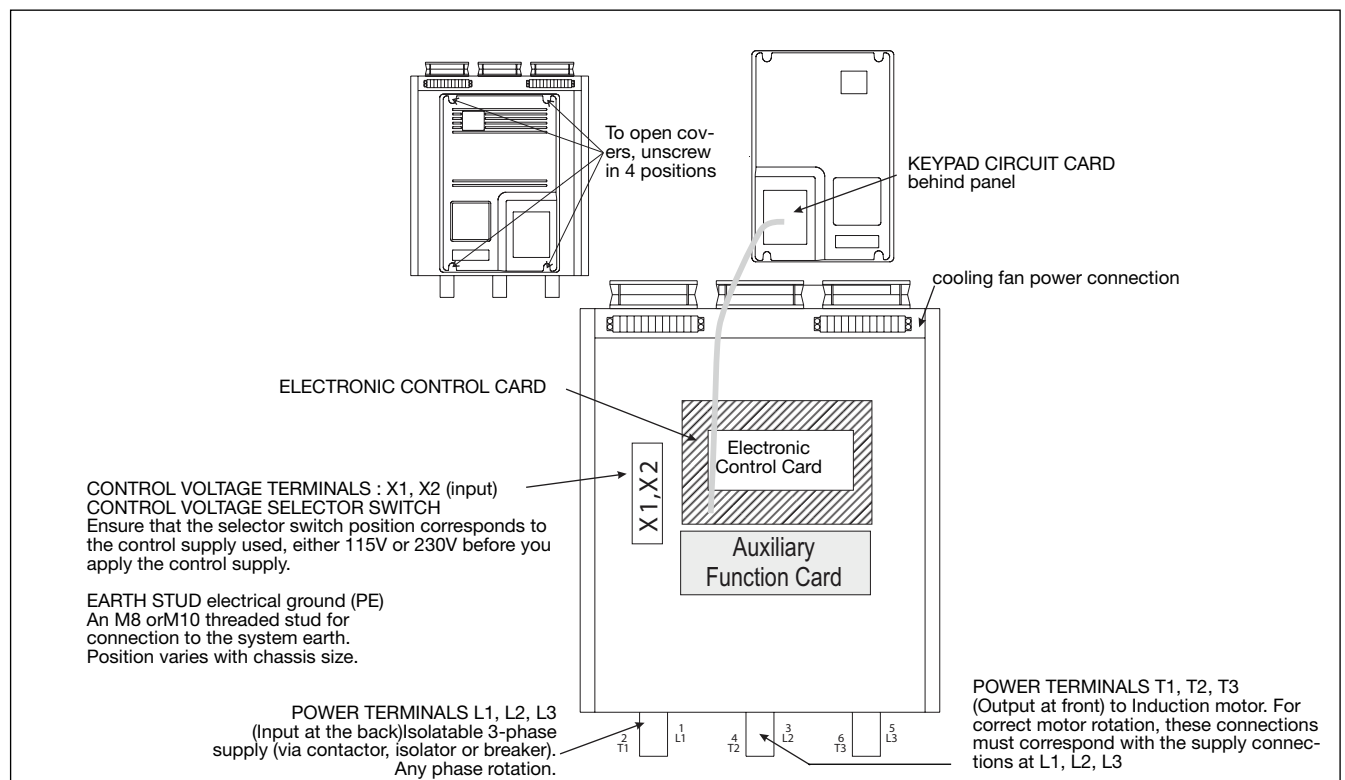 To open cov-
ers, unscrew
in 4 positions
KEYPAD CIRCUIT CARD
behind panel
cooling fan power connection
ELECTRONIC CONTROL CARD
Electronic
Control Card
X1,X2
CONTROL VOLTAGE TERMINALS : X1, X2 (input)
CONTROL VOLTAGE SELECTOR SWITCH
Ensure that the selector switch position corresponds to
the control supply used, either 115V or 230V before you
apply the control supply.
Auxiliary
Function Card
EARTH STUD electrical ground (PE)
An M8 orM10 threaded stud for
connection to the system earth.
Position varies with chassis size.
POWER TERMINALS L1, L2, L3
(Input at the back)Isolatable 3-phase
supply (via contactor, isolator or breaker).
Any phase rotation.
2
T1
1
L1
4
T2
3
L2
6
T3
5
L3
POWER TERMINALS T1, T2, T3
(Output at front) to Induction motor. For
correct motor rotation, these connections
must correspond with the supply connec-
tions at L1, L2, L3